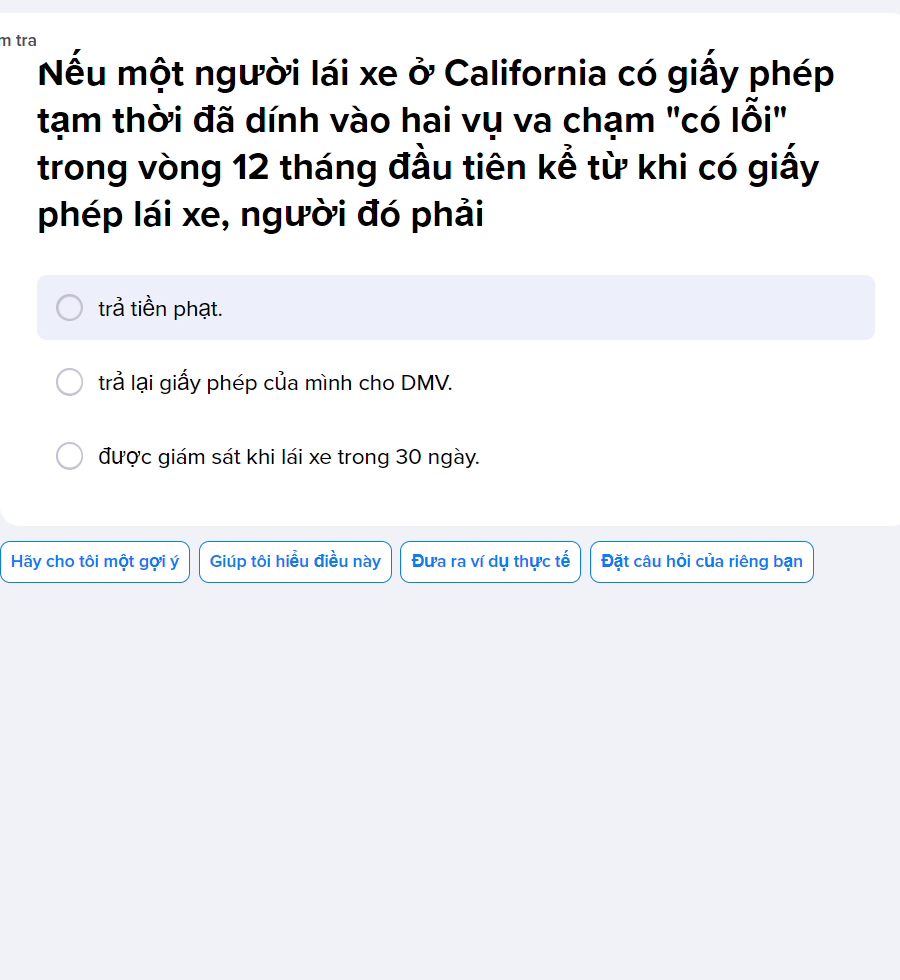 m tra
Nếu một người lái xe ở California có giấy phép
tạm thời đã dính vào hai vụ va chạm "có lỗi"
trong vòng 12 tháng đầu tiên kể từ khi có giấy
phép lái xe, người đó phải
trả tiền phạt.
trả lại giấy phép của mình cho DMV.
được giám sát khi lái xe trong 30 ngày.
Hãy cho tôi một gợi ý
Giúp tôi hiểu điều này
Đưa ra ví dụ thực tế
Đặt câu hỏi của riêng bạn